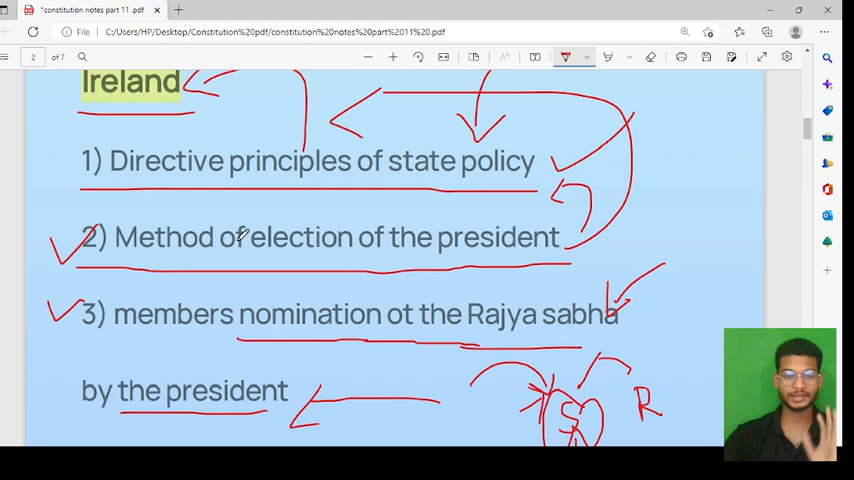 *constitution notes part 11 .pdf
File
C:/Users/HP/Desktop/Constitution%20pdf/constitution%20notes%20part%2011%20.pdf
2 of 7
Ireland
1) Directive principles of state policy
2) Method of election of the president
3) members nomination ot the Rajya sabha
by the president
R